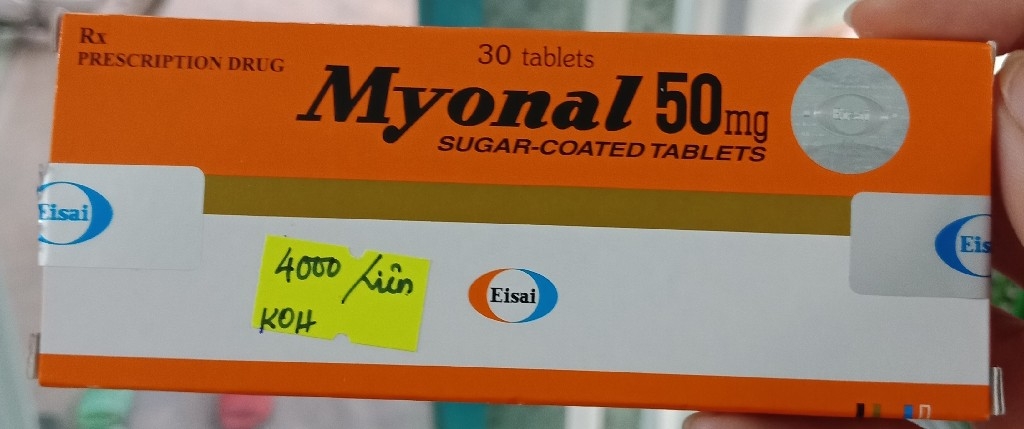 Rx
PRESCRIPTION DRUG
30 tablets
Myonal 50mg
SUGAR-COATED TABLETS
Eisai
4000/viên
KOH
Eisai
Eis